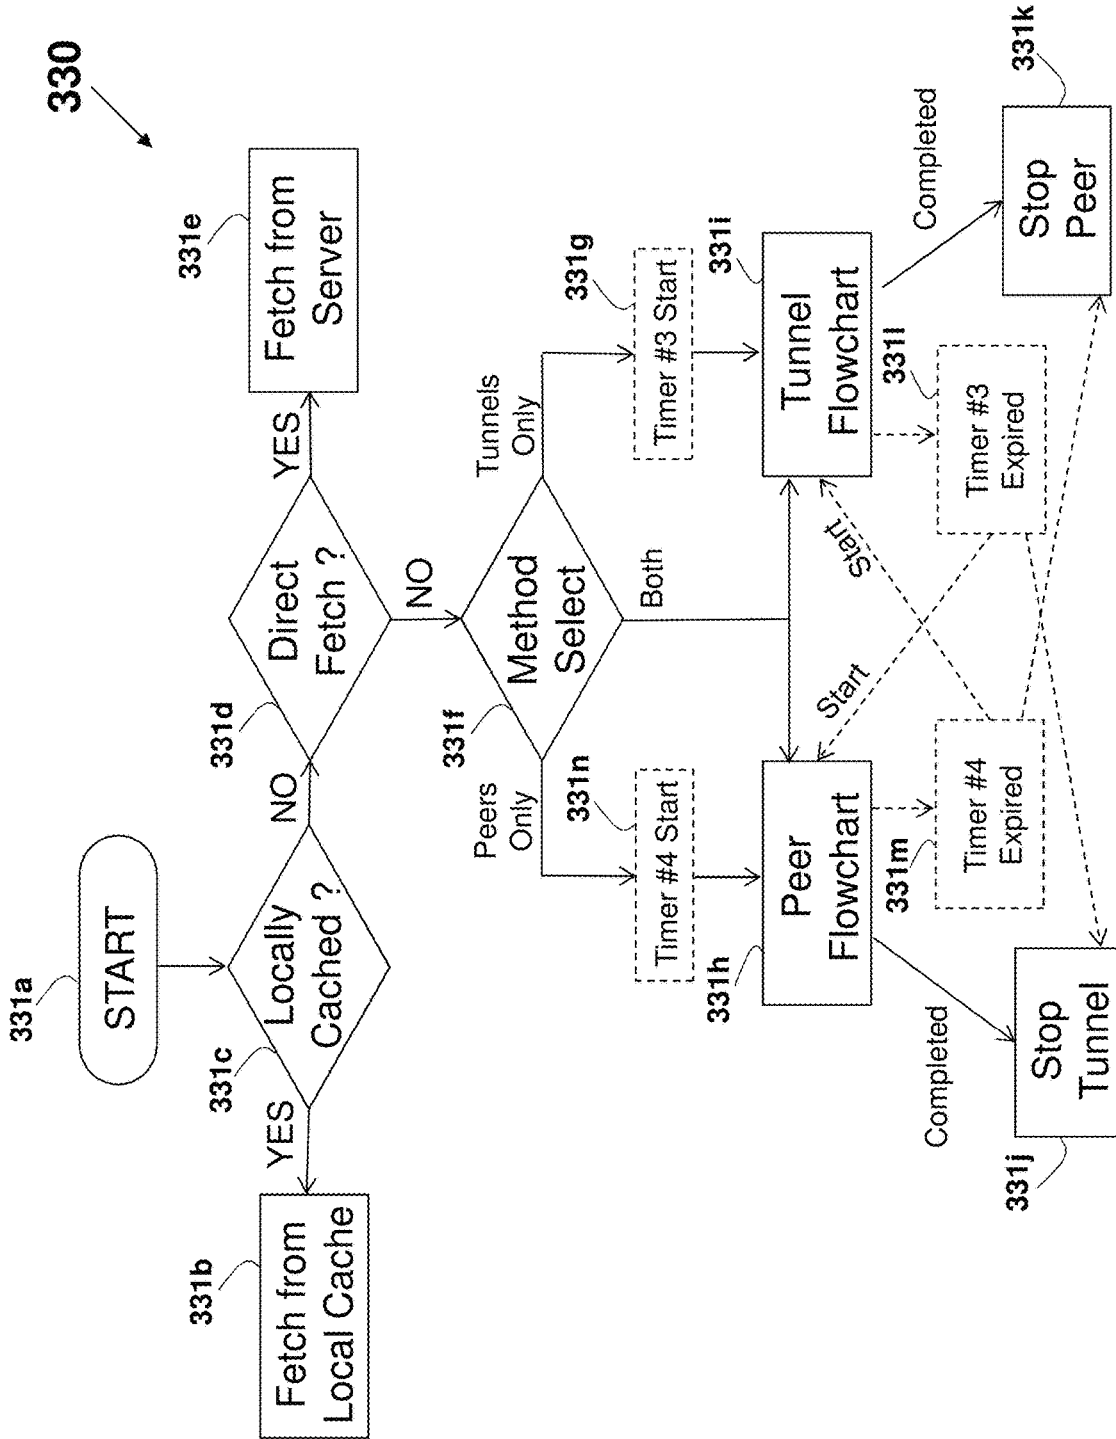 330
331a
START
331c
Locally
Cached ?
YES
NO
331b
Fetch from
Local Cache
331d
Direct
Fetch ?
YES
NO
331e
Fetch from
Server
331f
Method
Select
Peers
Only
Tunnels
Only
Both
331n
Timer #4 Start
331g
Timer #3 Start
331h
Peer
Flowchart
331i
Tunnel
Flowchart
Start
Start
331m
Timer #4
Expired
331l
Timer #3
Expired
Completed
Completed
331j
Stop
Tunnel
331k
Stop
Peer